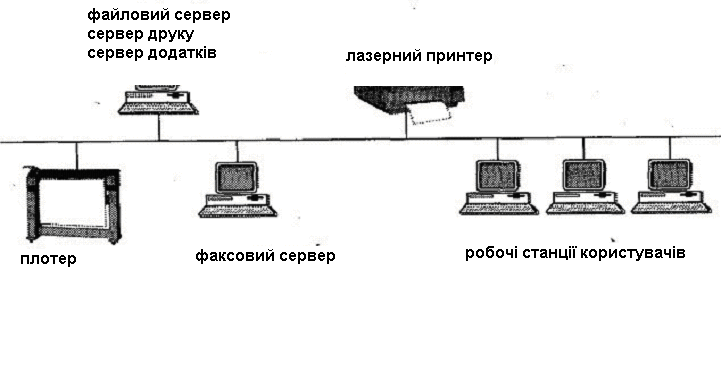 файловий сервер
сервер друку
сервер додатків
лазерний принтер
плотер
факсовий сервер
робочі станції користувачів